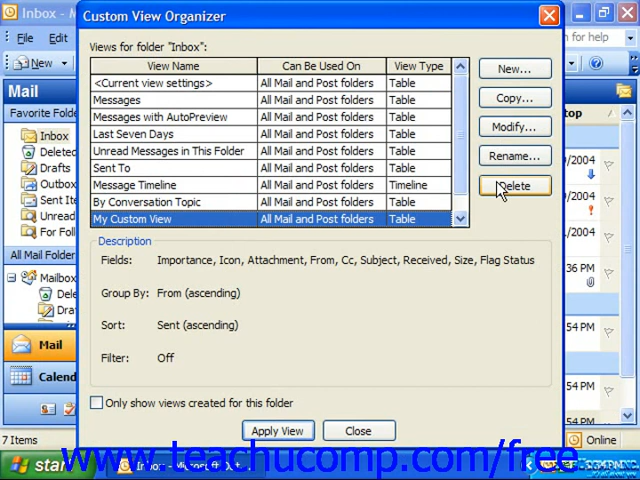 Inbox - M
Custom View Organizer
File Edit
n for help
New
Mail
Favorite Folde
Inbox
Deleted
Drafts
Outbox
Sent Ite
Unread
For Foll
All Mail Folder
Mailbox
Dele
Draf
Mail
Calend
7 Items
Views for folder "Inbox":
View Name Can Be Used On View Type
<Current view settings> All Mail and Post folders Table
Messages All Mail and Post folders Table
Messages with AutoPreview All Mail and Post folders Table
Last Seven Days All Mail and Post folders Table
Unread Messages in This Folder All Mail and Post folders Table
Sent To All Mail and Post folders Table
Message Timeline All Mail and Post folders Timeline
By Conversation Topic All Mail and Post folders Table
My Custom View All Mail and Post folders Table
New...
Copy...
Modify...
Rename...
Delete
Description
Fields: Importance, Icon, Attachment, From, Cc, Subject, Received, Size, Flag Status
Group By: From (ascending)
Sort: Sent (ascending)
Filter: Off
Only show views created for this folder
Apply View Close
top
/2004
/2004
/2004
36 PM
54 PM
54 PM
Online
start
Inbox - Microsoft Out...
www.teachucomp.com/free